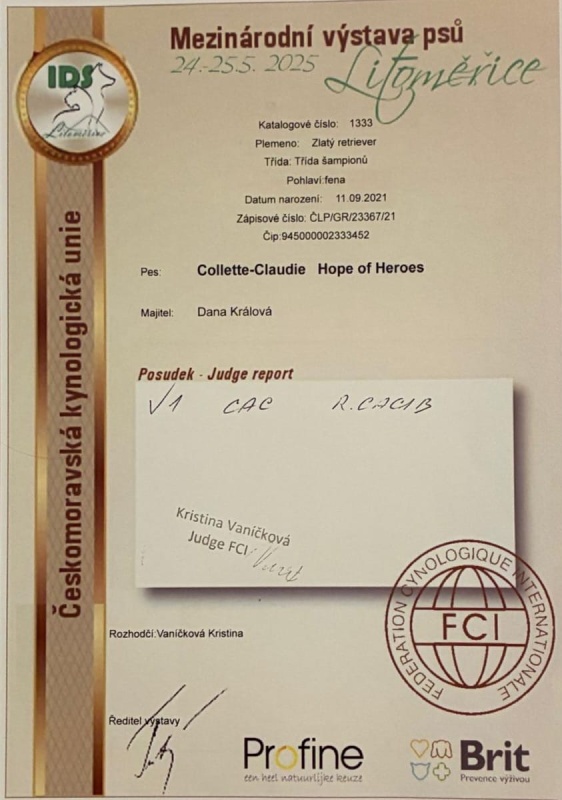 Mezinárodní výstava psů
24.-25.5. 2025 Litoměřice
IDS
Litoměřice
Českomoravská kynologická unie
Katalogové číslo: 1333
Plemeno: Zlatý retriever
Třída: Třída šampionů
Pohlaví:fena
Datum narození: 11.09.2021
Zápisové číslo: ČLP/GR/23367/21
Čip:945000002333452
Pes: Collette-Claudie Hope of Heroes
Majitel: Dana Králová
Posudek - Judge report
V1 CAC R.CACIB
Kristina Vaníčková
Judge FCI
FEDERATION CYNOLOGIQUE INTERNATIONALE
FCI
Rozhodčí:Vaníčková Kristina
Ředitel výstavy
Profine
een heel natuurlijke keuze
Brit
Prevence výživou